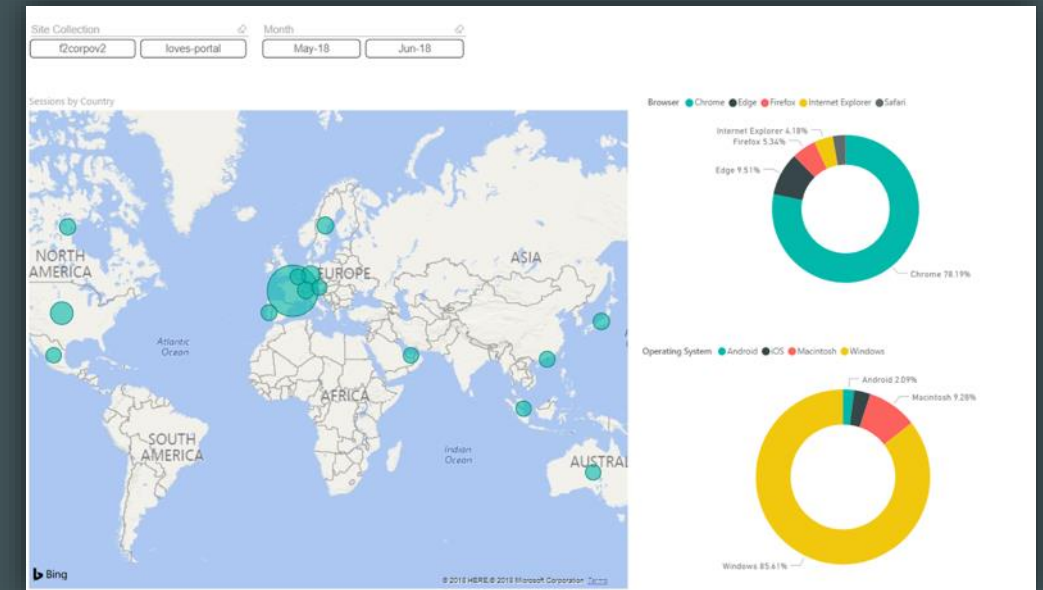 Site Collection
f2corpov2
loves-portal
Month
May-18
Jun-18
Sessions by Country
NORTH
AMERICA
EUROPE
ASIA
Atlantic
Ocean
AFRICA
SOUTH
AMERICA
Indian
Ocean
AUSTRAL
Bing
© 2018 HERE, © 2018 Microsoft Corporation Terms
Browser Chrome Edge Firefox Internet Explorer Safari
Internet Explorer 4.18%
Firefox 5.34%
Edge 9.51%
Chrome 78.19%
Operating System Android iOS Macintosh Windows
Android 2.09%
Macintosh 9.28%
Windows 85.61%